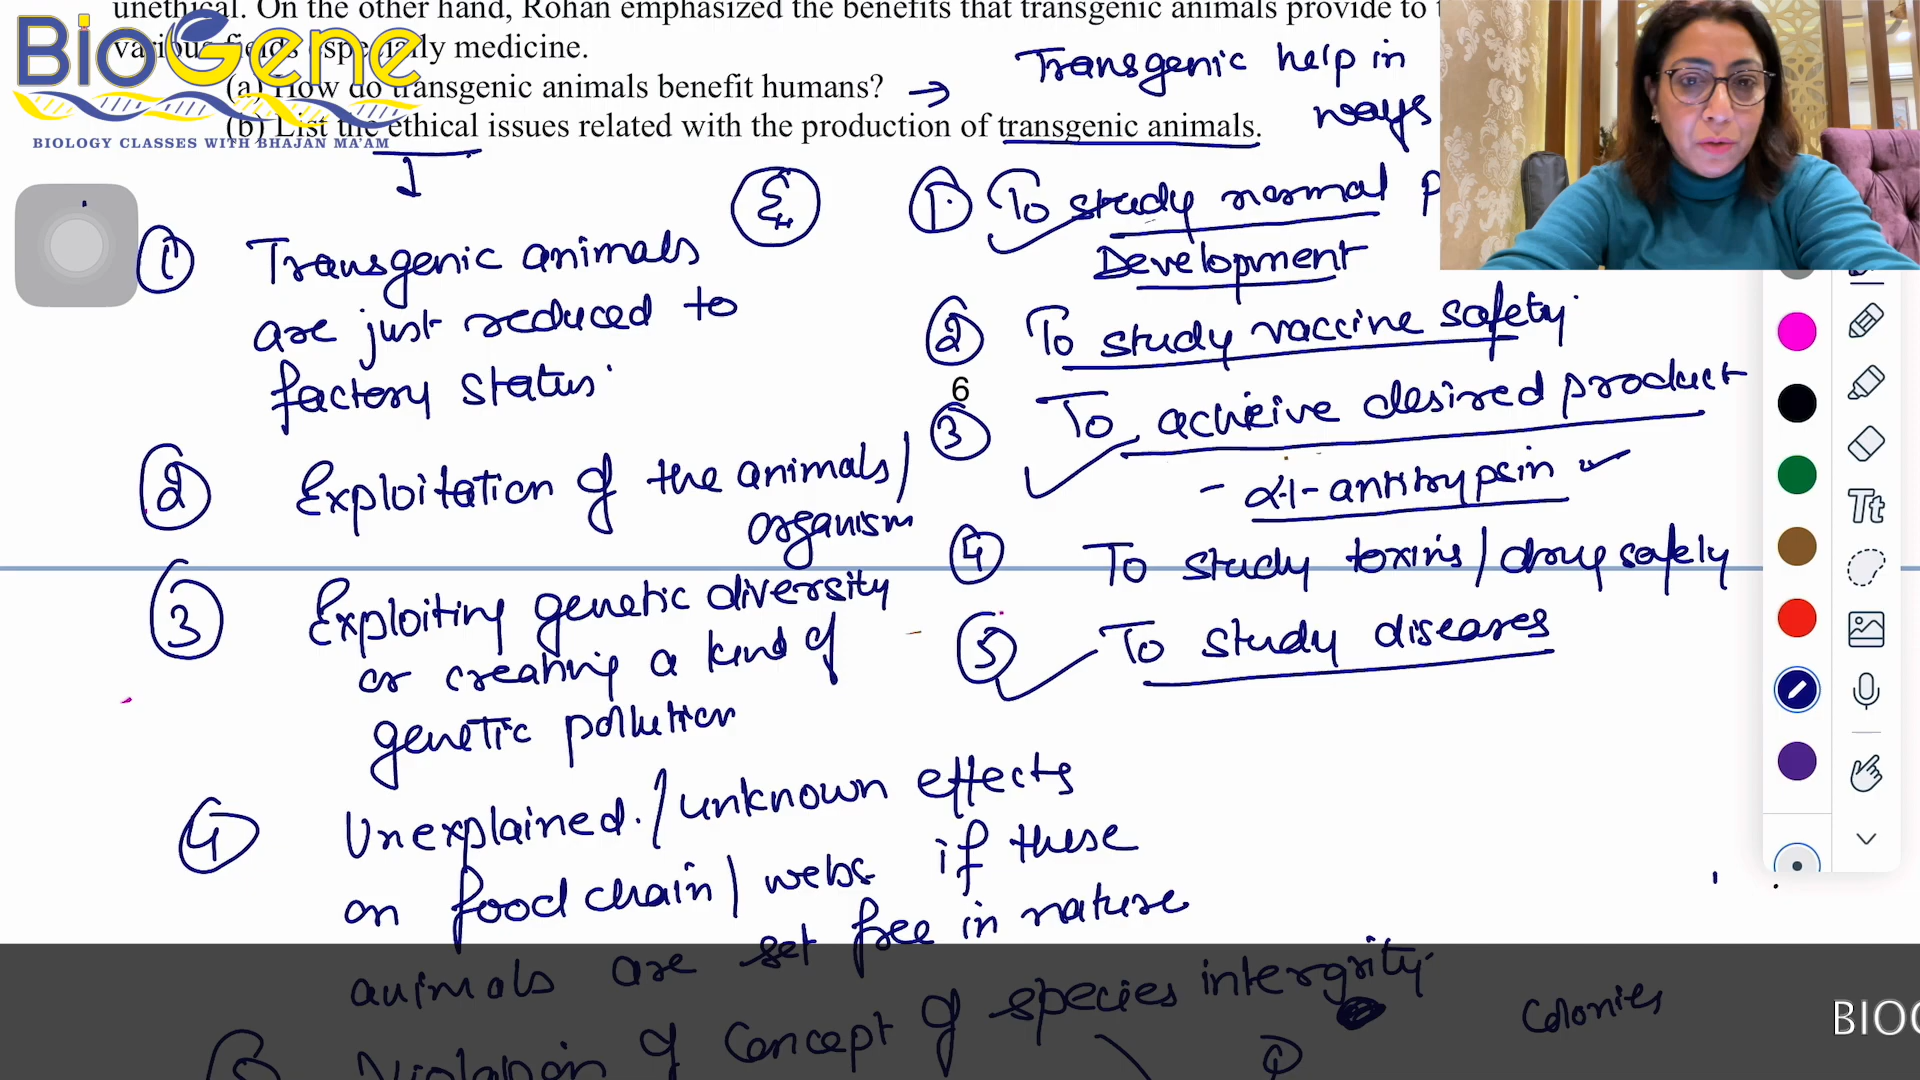 unethical. On the other hand, Rohan emphasized the benefits that transgenic animals provide to
various fields especially medicine.
(a) How do transgenic animals benefit humans? →
(b) List the ethical issues related with the production of transgenic animals.
BioGene
BIOLOGY CLASSES WITH BHAJAN MA'AM
Transgenic help in
ways
① Transgenic animals
are just reduced to
factory status
② Exploitation of the animals/
organism
③ Exploiting genetic diversity
or creating a kind of
genetic pollution
④ Unexplained/unknown effects
on food chain/webs if these
animals are set free in nature
Violation of concept of species intergrity
① To study normal
Development
② To study vaccine safety
6
③ To acheive desired product
- α-1-antitrypsin
④ To study toxins/drug safely
⑤ To study diseases
Colonies
①
Tt